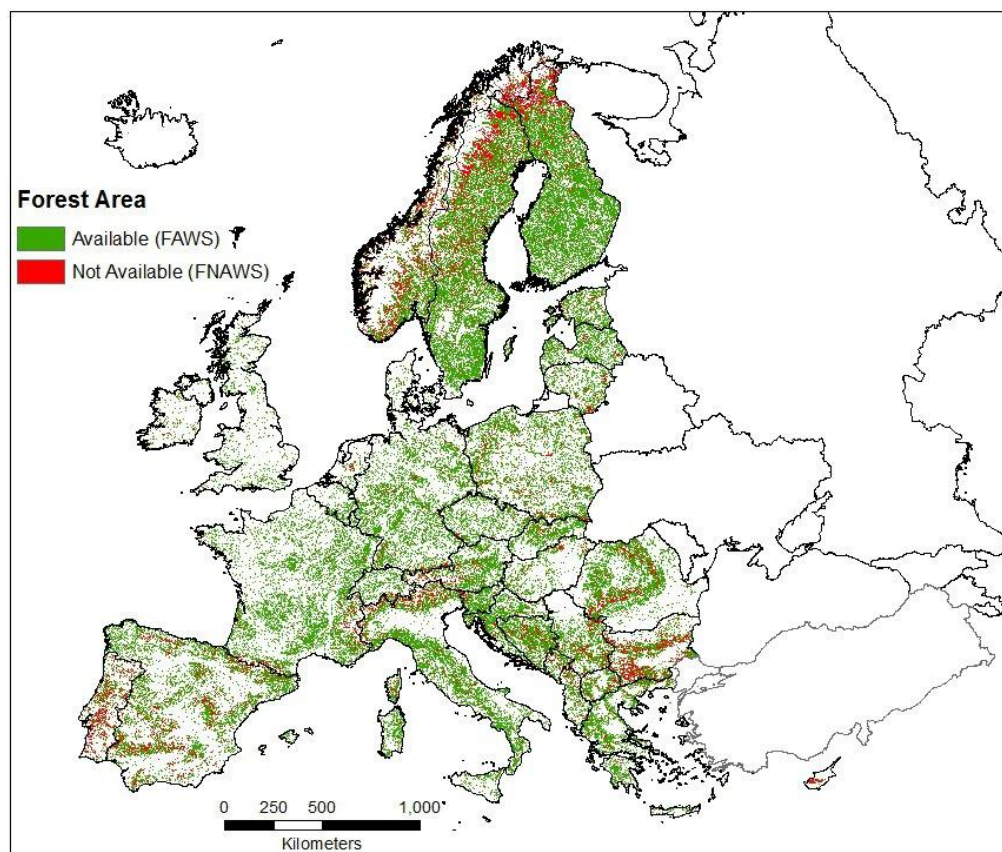 Forest Area
Available (FAWS)
Not Available (FNAWS)
0 250 500 1,000
Kilometers